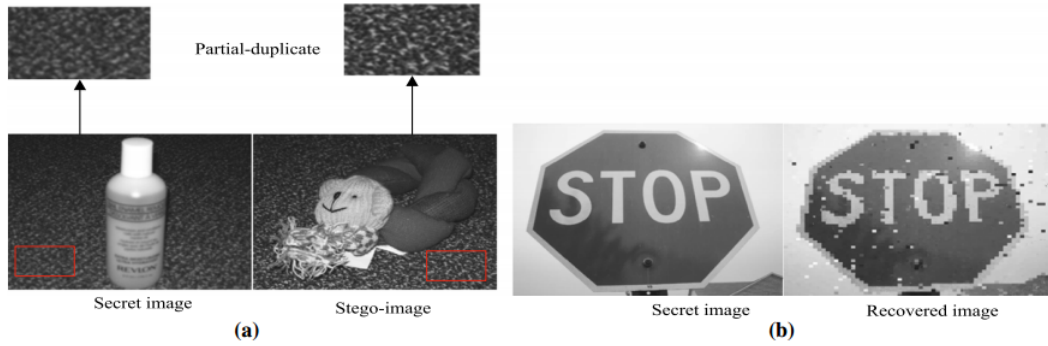 Partial-duplicate
REVLON
Secret image
Stego-image
(a)
STOP
STOP
Secret image
Recovered image
(b)